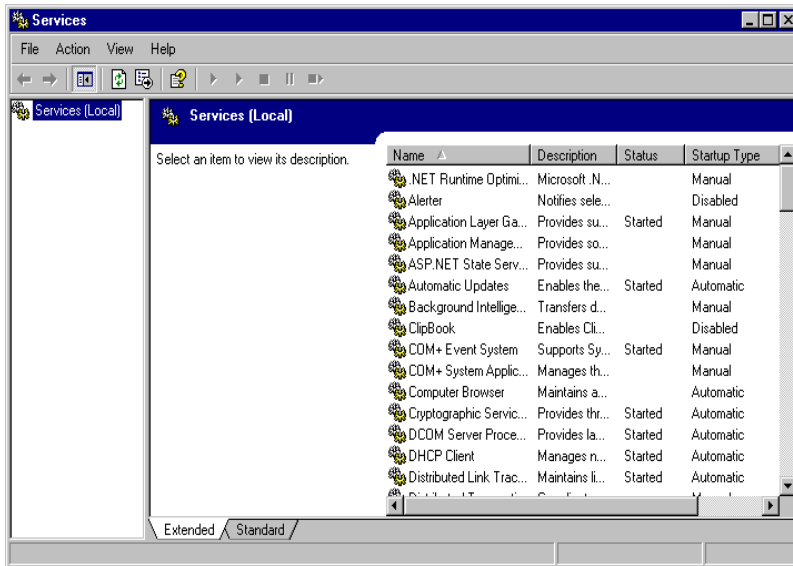 Services
File Action View Help
Services (Local)
Services (Local)
Select an item to view its description.
Name Description Status Startup Type
.NET Runtime Optimi... Microsoft .N... Manual
Alerter Notifies sele... Disabled
Application Layer Ga... Provides su... Started Manual
Application Manage... Provides so... Manual
ASP.NET State Serv... Provides su... Manual
Automatic Updates Enables the... Started Automatic
Background Intellige... Transfers d... Manual
ClipBook Enables Cli... Disabled
COM+ Event System Supports Sy... Started Manual
COM+ System Applic... Manages th... Manual
Computer Browser Maintains a... Automatic
Cryptographic Servic... Provides thr... Started Automatic
DCOM Server Proce... Provides la... Started Automatic
DHCP Client Manages n... Started Automatic
Distributed Link Trac... Maintains li... Started Automatic
Extended Standard